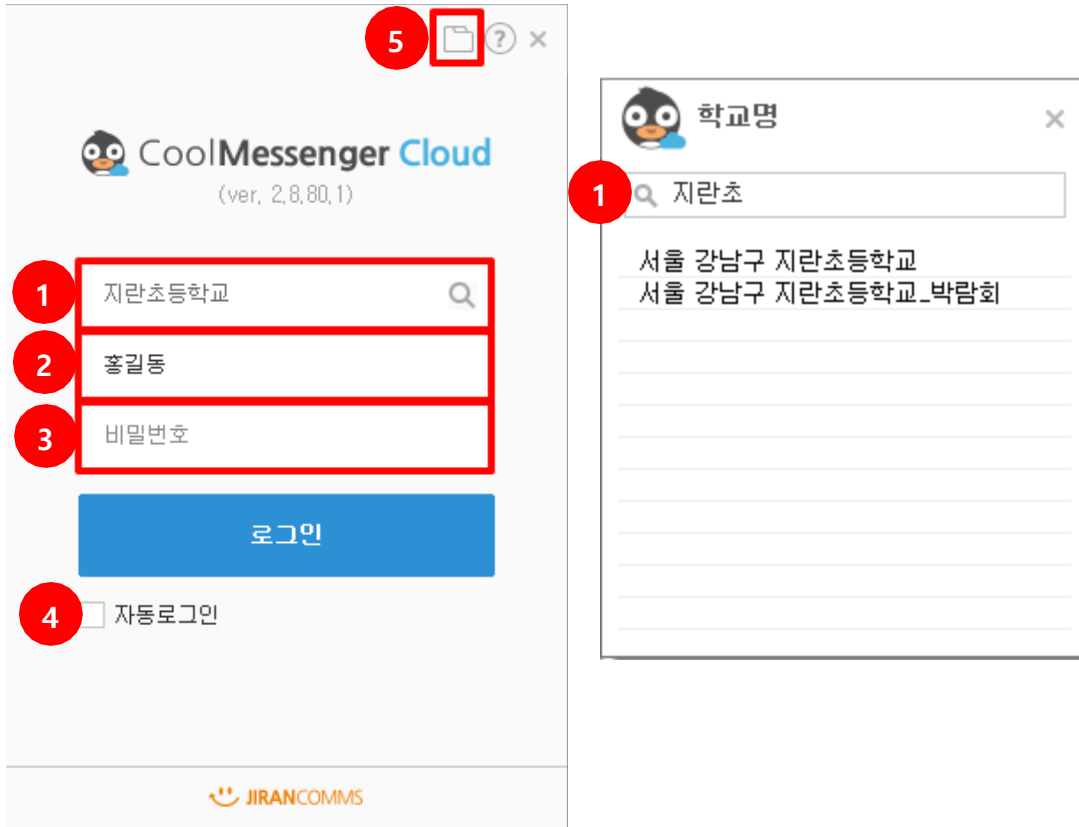 5
?
CoolMessenger Cloud
(ver. 2,8,80,1)
1 지란초등학교
2 홍길동
3 비밀번호
로그인
4 자동로그인
JIRANCOMMS
학교명
1 지란초
서울 강남구 지란초등학교
서울 강남구 지란초등학교_박람회